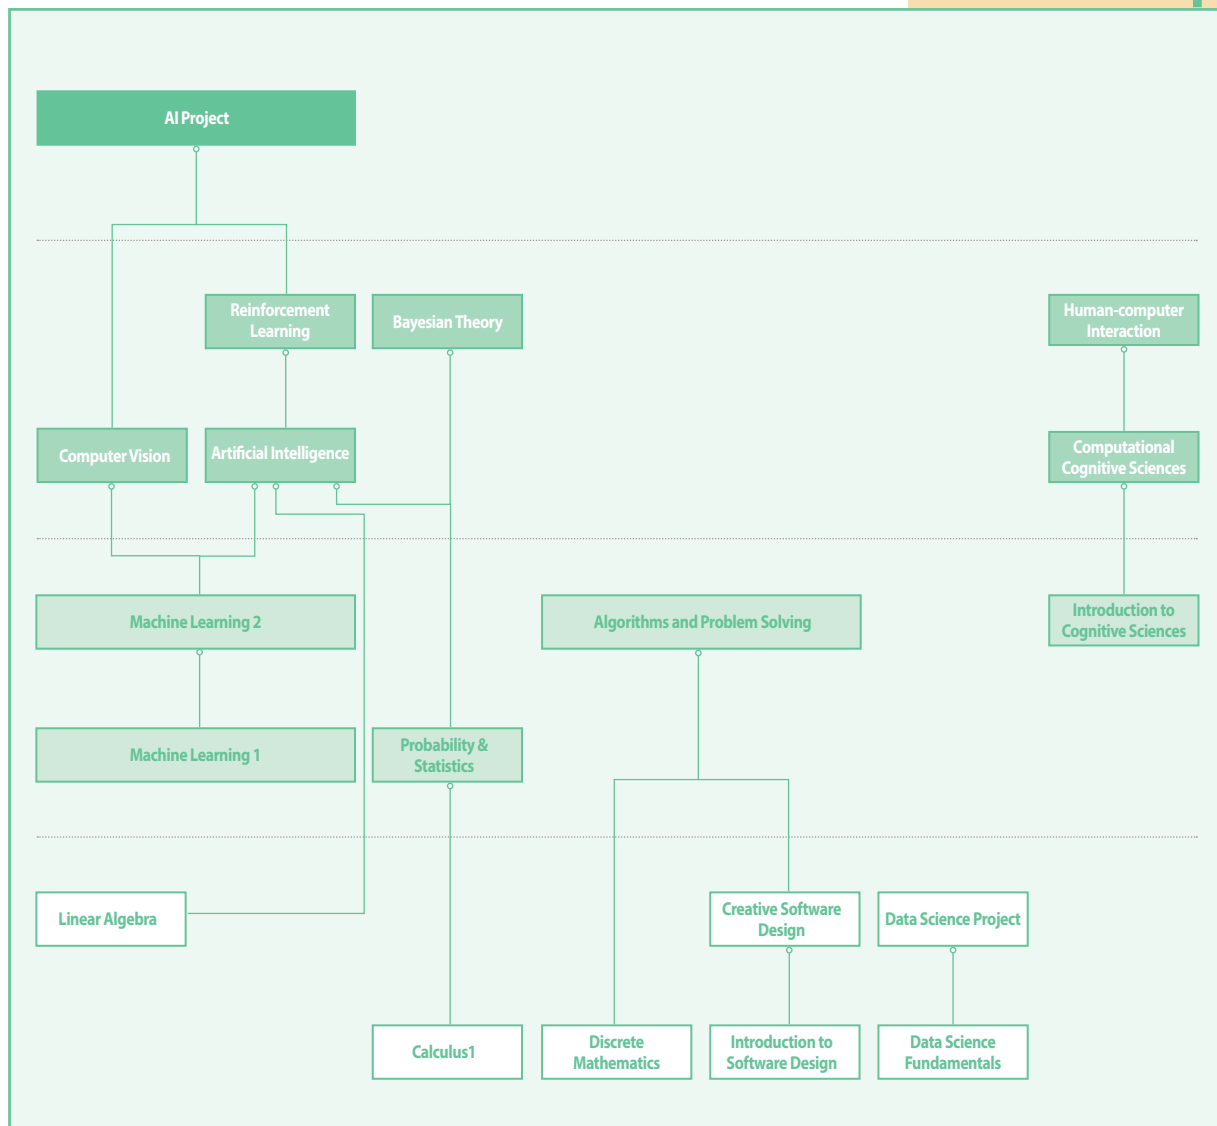 AI Project
Reinforcement
Learning
Bayesian Theory
Human-computer
Interaction
Computer Vision
Artificial Intelligence
Computational
Cognitive Sciences
Machine Learning 2
Algorithms and Problem Solving
Introduction to
Cognitive Sciences
Machine Learning 1
Probability &
Statistics
Linear Algebra
Creative Software
Design
Data Science Project
Calculus1
Discrete
Mathematics
Introduction to
Software Design
Data Science
Fundamentals